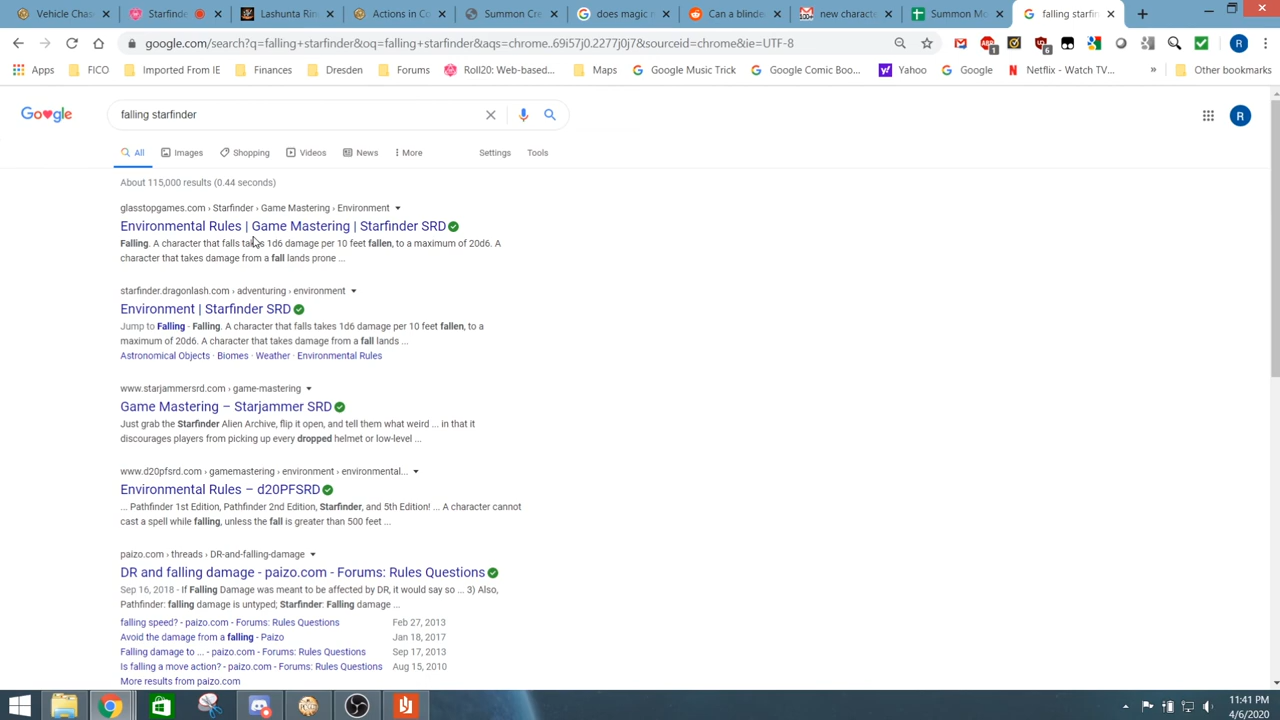 Vehicle Chas
Starfinde
Lashunta Rin
Actions in Co
Summon Cre
does magic n
Can a blinde
100+
new charact
Summon Mo
falling starfin
google.com/search?q=falling+starfinder&oq=falling+starfinder&aqs=chrome..69i57j0.2277j0j7&sourceid=chrome&ie=UTF-8
1
6
R
Apps
FICO
Imported From IE
Finances
Dresden
Forums
Roll20: Web-based...
Maps
Google Music Trick
Google Comic Boo...
Yahoo
Google
Netflix - Watch TV...
»
Other bookmarks
Google
falling starfinder
R
All
Images
Shopping
Videos
News
More
Settings
Tools
About 115,000 results (0.44 seconds)
glasstopgames.com › Starfinder › Game Mastering › Environment
Environmental Rules | Game Mastering | Starfinder SRD
Falling. A character that falls takes 1d6 damage per 10 feet fallen, to a maximum of 20d6. A
character that takes damage from a fall lands prone ...
starfinder.dragonlash.com › adventuring › environment
Environment | Starfinder SRD
Jump to Falling - Falling. A character that falls takes 1d6 damage per 10 feet fallen, to a
maximum of 20d6. A character that takes damage from a fall lands ...
Astronomical Objects · Biomes · Weather · Environmental Rules
www.starjammersrd.com › game-mastering
Game Mastering – Starjammer SRD
Just grab the Starfinder Alien Archive, flip it open, and tell them what weird ... in that it
discourages players from picking up every dropped helmet or low-level ...
www.d20pfsrd.com › gamemastering › environment › environmental...
Environmental Rules – d20PFSRD
... Pathfinder 1st Edition, Pathfinder 2nd Edition, Starfinder, and 5th Edition! ... A character cannot
cast a spell while falling, unless the fall is greater than 500 feet ...
paizo.com › threads › DR-and-falling-damage
DR and falling damage - paizo.com - Forums: Rules Questions
Sep 16, 2018 - If Falling Damage was meant to be affected by DR, it would say so ... 3) Also,
Pathfinder: falling damage is untyped; Starfinder: Falling damage ...
falling speed? - paizo.com - Forums: Rules Questions Feb 27, 2013
Avoid the damage from a falling - Paizo Jan 18, 2017
Falling damage to ... - paizo.com - Forums: Rules Questions Sep 17, 2013
Is falling a move action? - paizo.com - Forums: Rules Questions Aug 15, 2010
More results from paizo.com
11:41 PM
4/6/2020